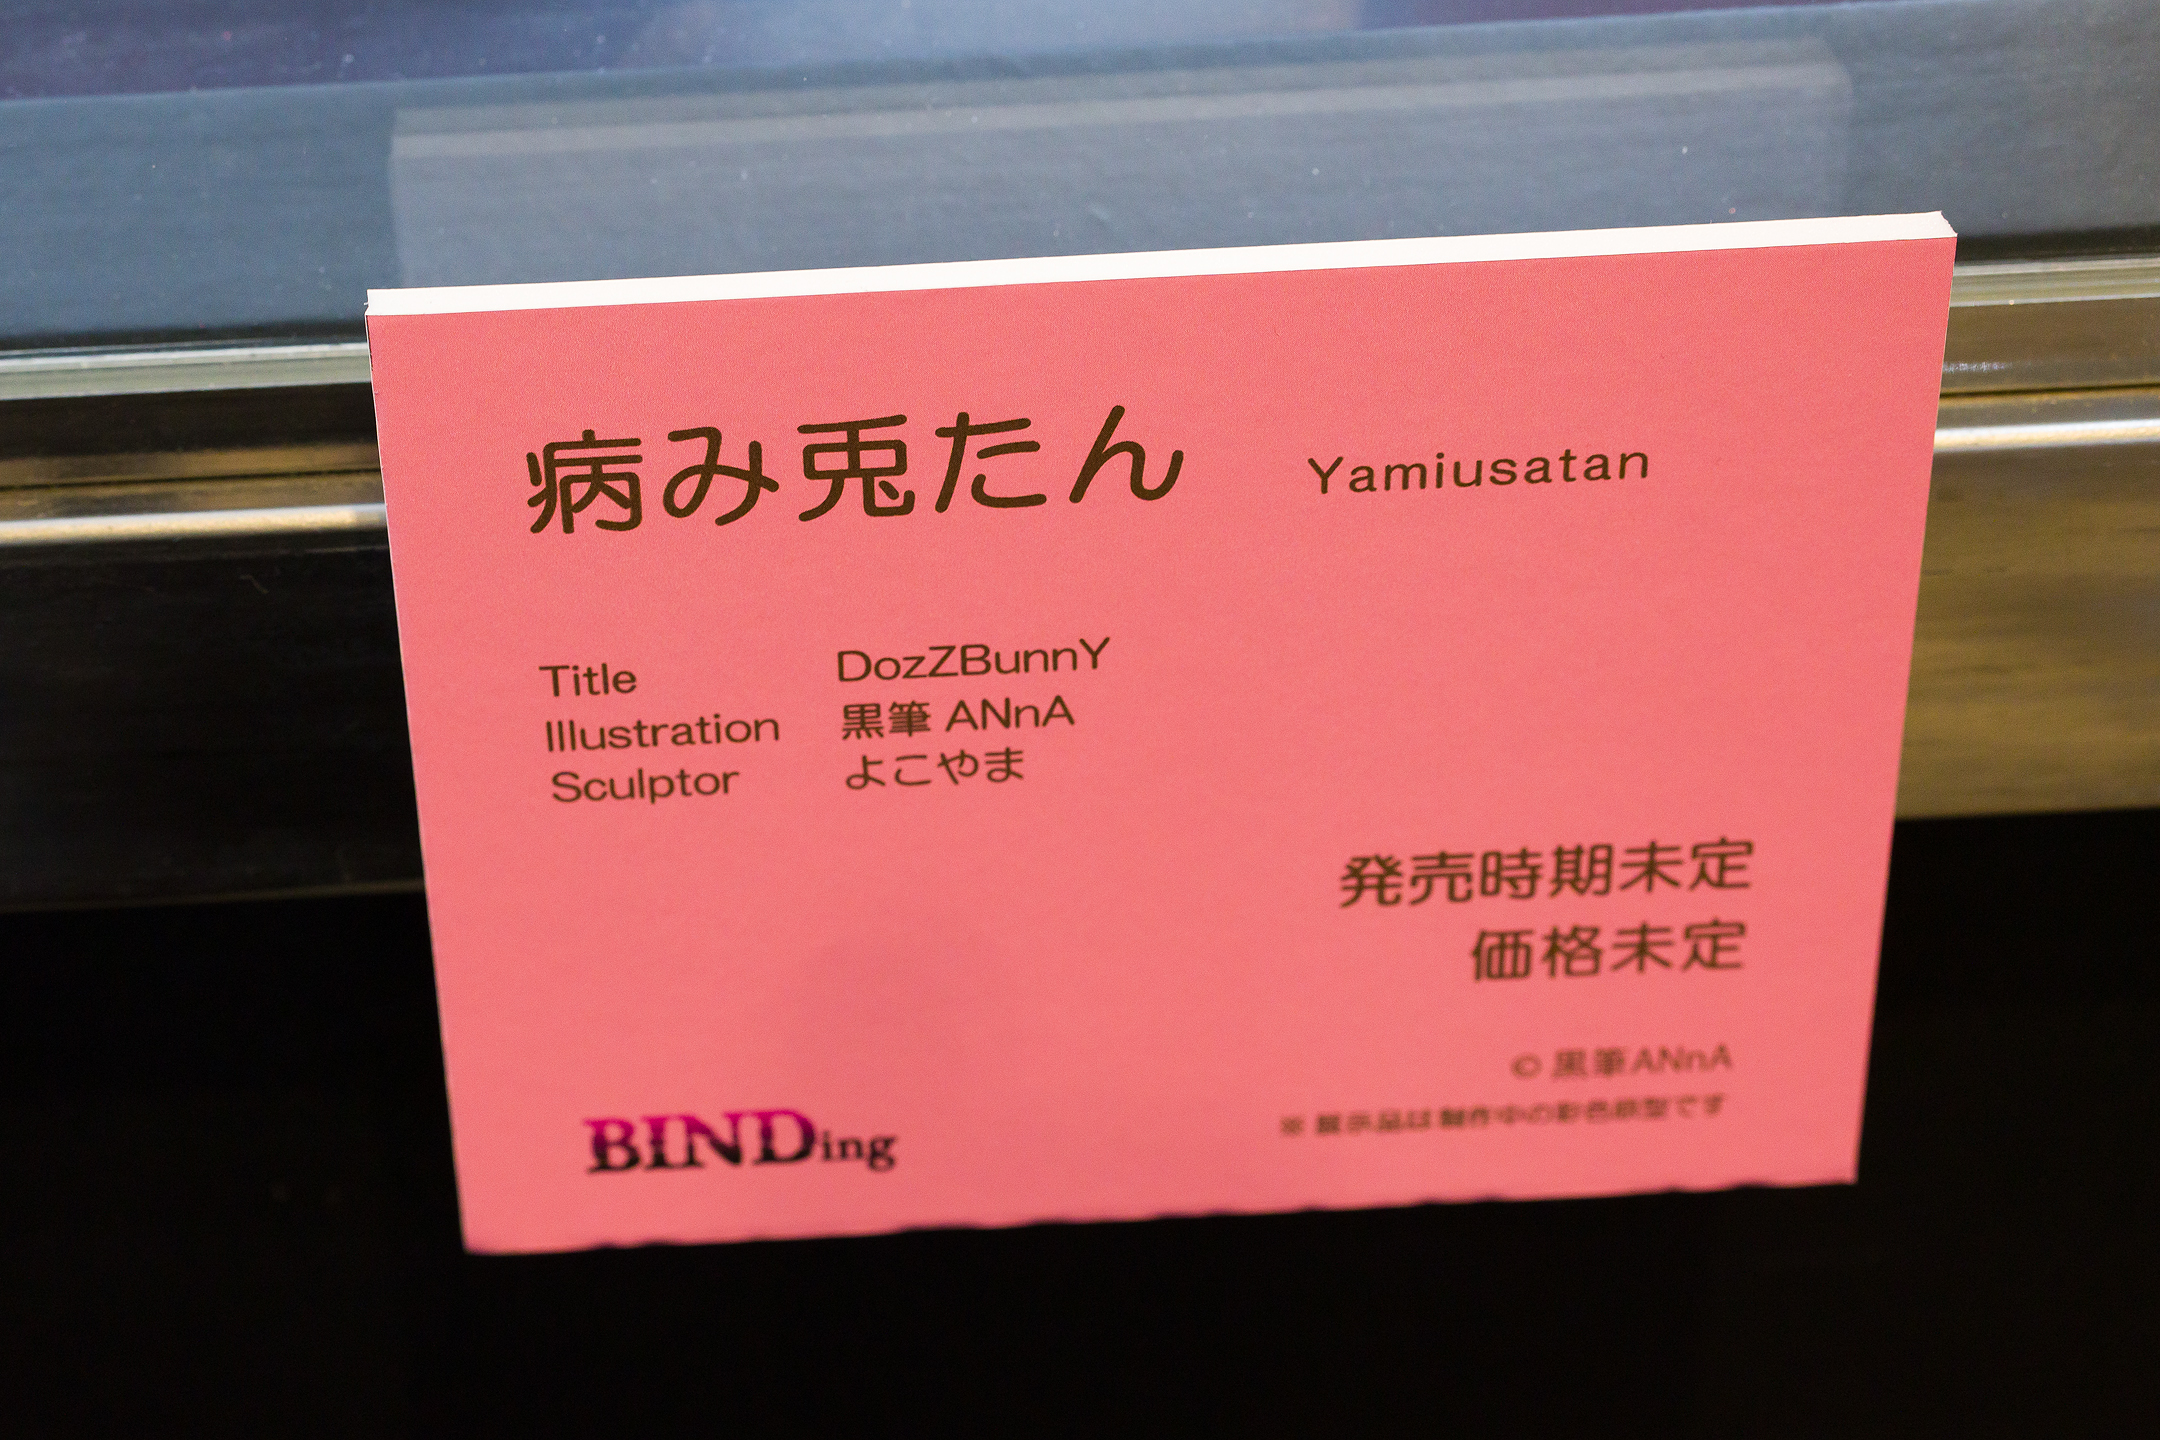 病み兎たん Yamiusatan
Title DozZBunnY
Illustration 黒筆 ANnA
Sculptor よこやま
発売時期未定
価格未定
© 黒筆ANnA
※ 展示品は製作中の彩色原型です
BINDing